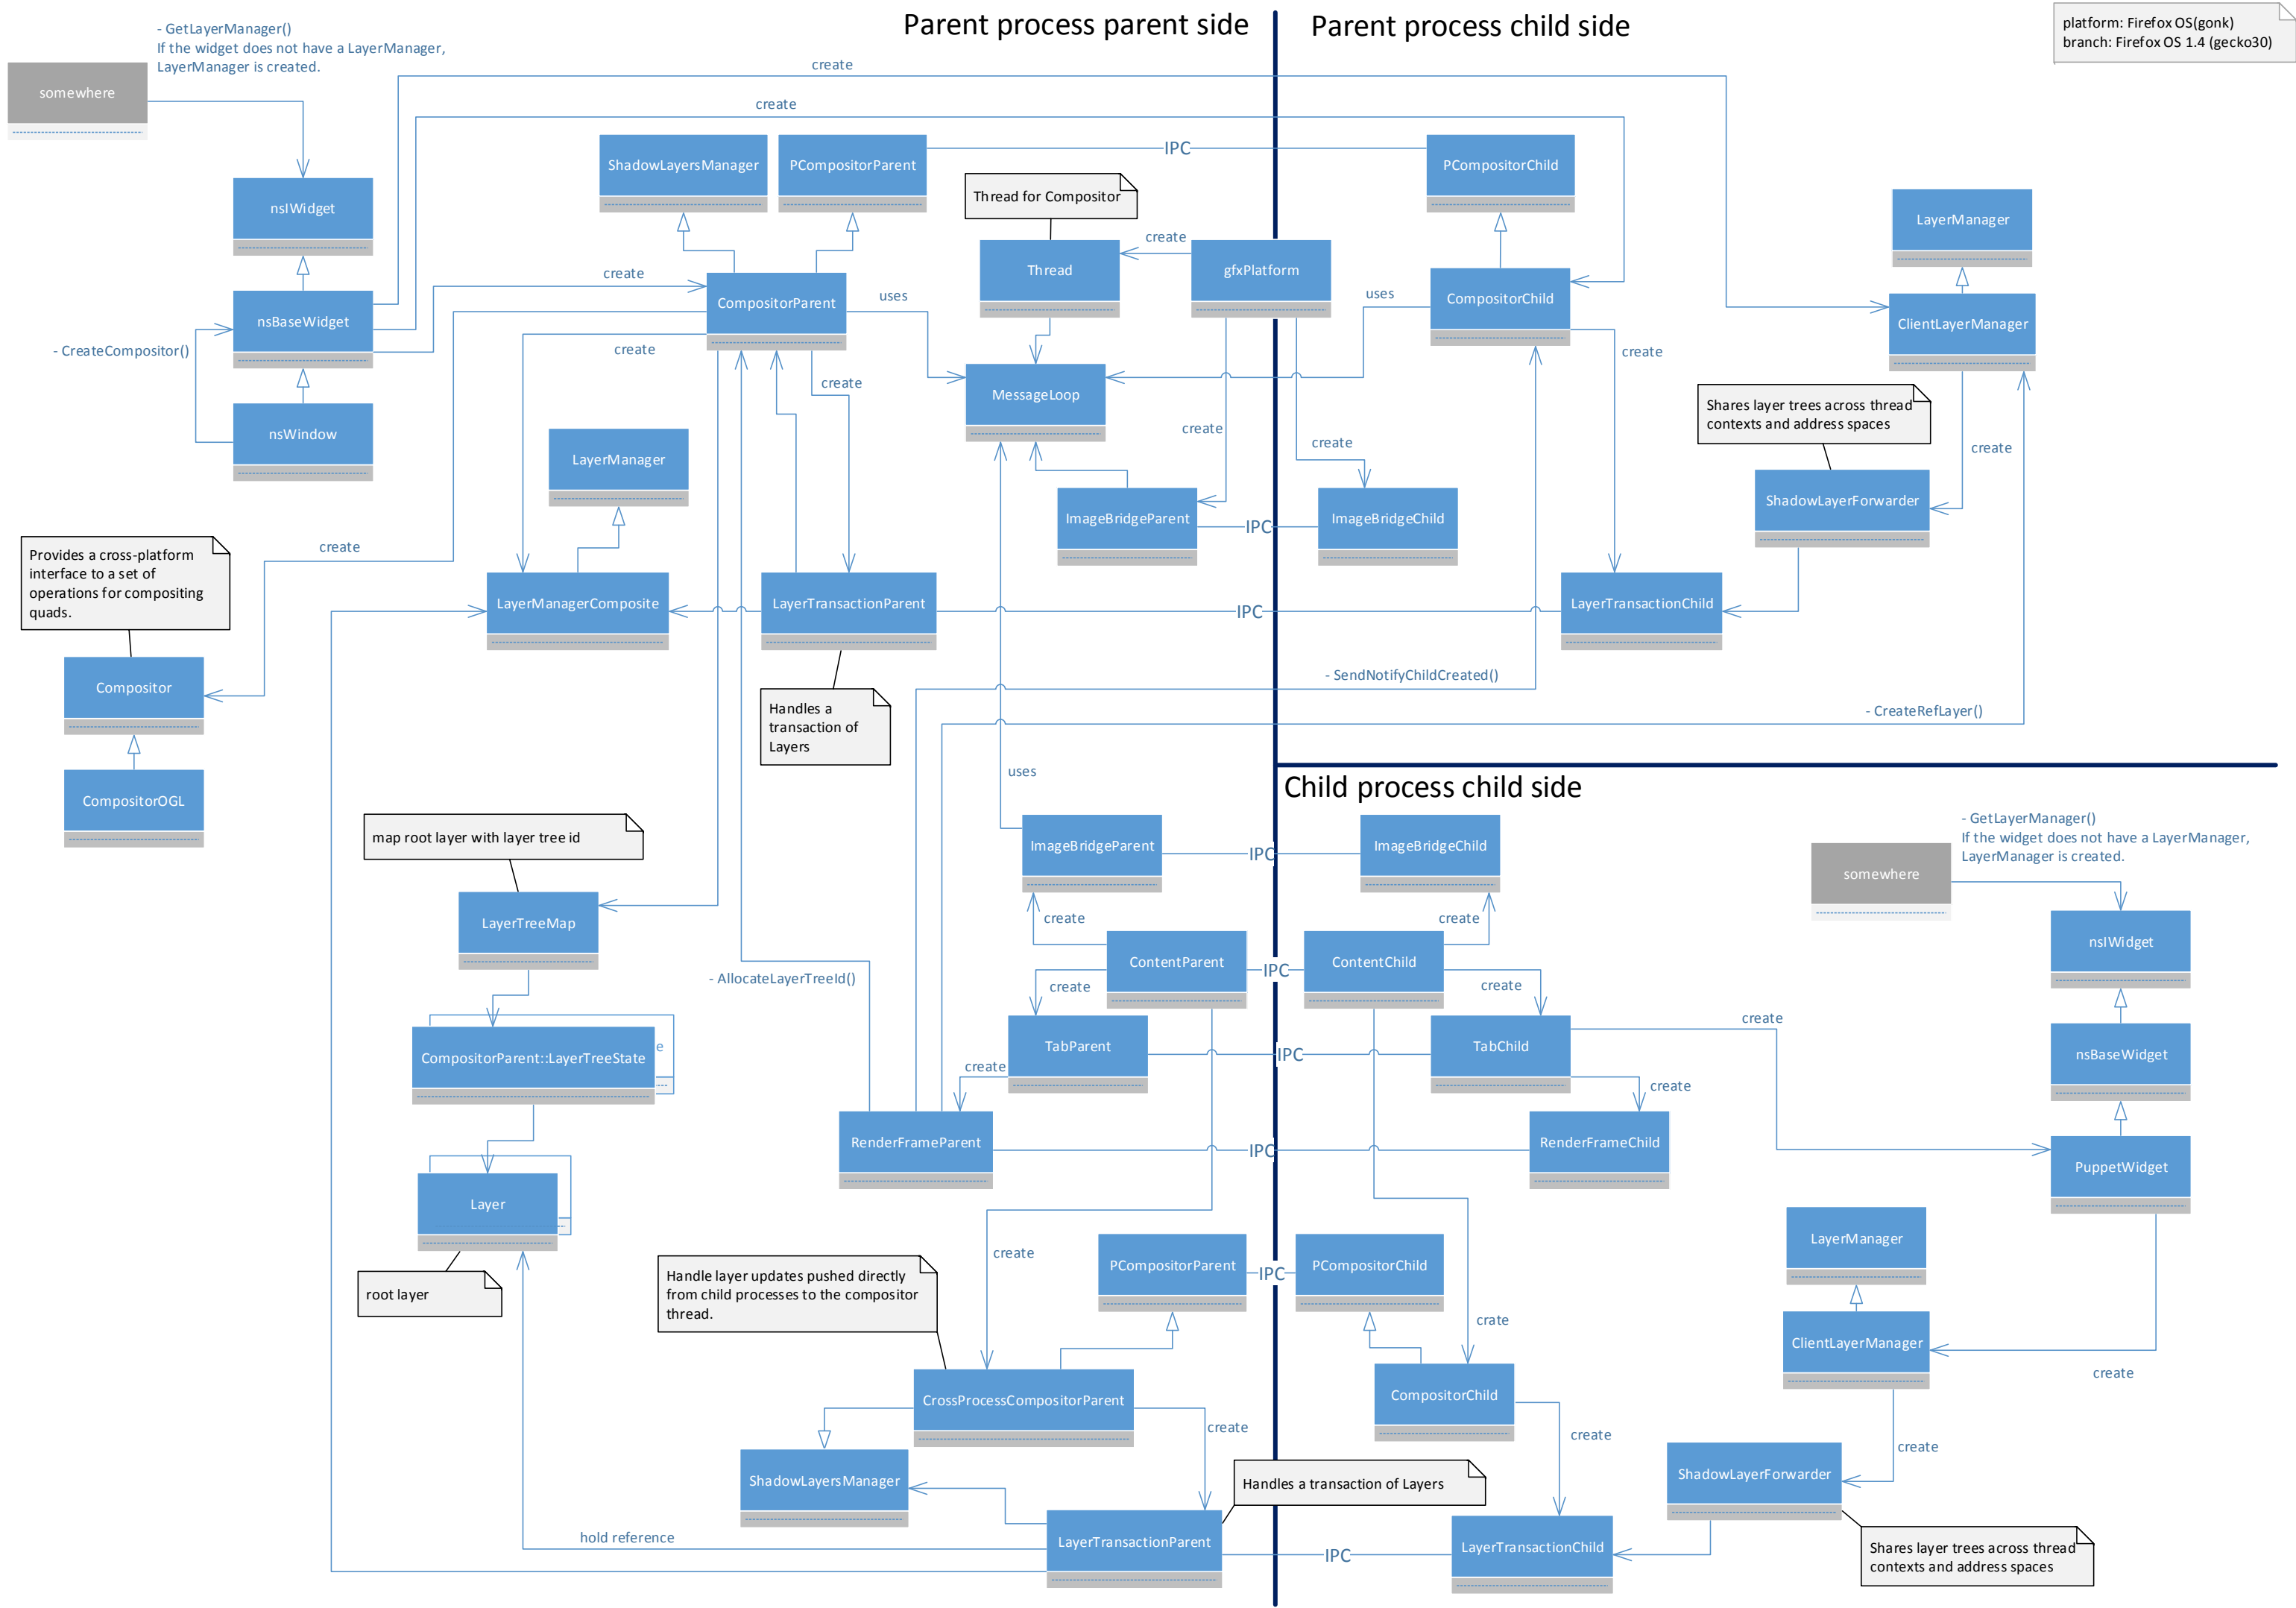 Parent process parent side
Parent process child side
platform: Firefox OS(gonk)
branch: Firefox OS 1.4 (gecko30)
- GetLayerManager()
If the widget does not have a LayerManager,
LayerManager is created.
somewhere
create
create
nsIWidget
nsBaseWidget
- CreateCompositor()
nsWindow
ShadowLayersManager
PCompositorParent
IPC
PCompositorChild
Thread for Compositor
create
Thread
gfxPlatform
create
CompositorParent
uses
uses
CompositorChild
LayerManager
ClientLayerManager
create
create
create
MessageLoop
create
create
Shares layer trees across thread
contexts and address spaces
create
LayerManager
ShadowLayerForwarder
ImageBridgeParent
IPC
ImageBridgeChild
create
Provides a cross-platform
interface to a set of
operations for compositing
quads.
LayerManagerComposite
LayerTransactionParent
IPC
LayerTransactionChild
- SendNotifyChildCreated()
Compositor
Handles a
transaction of
Layers
- CreateRefLayer()
CompositorOGL
uses
Child process child side
map root layer with layer tree id
ImageBridgeParent
IPC
ImageBridgeChild
- GetLayerManager()
If the widget does not have a LayerManager,
LayerManager is created.
somewhere
LayerTreeMap
create
create
nsIWidget
- AllocateLayerTreeId()
ContentParent
IPC
ContentChild
create
create
create
CompositorParent::LayerTreeState
e
TabParent
IPC
TabChild
nsBaseWidget
create
create
RenderFrameParent
IPC
RenderFrameChild
PuppetWidget
Layer
root layer
create
LayerManager
Handle layer updates pushed directly
from child processes to the compositor
thread.
PCompositorParent
IPC
PCompositorChild
crate
ClientLayerManager
create
CrossProcessCompositorParent
CompositorChild
create
create
create
ShadowLayersManager
Handles a transaction of Layers
ShadowLayerForwarder
hold reference
LayerTransactionParent
IPC
LayerTransactionChild
Shares layer trees across thread
contexts and address spaces